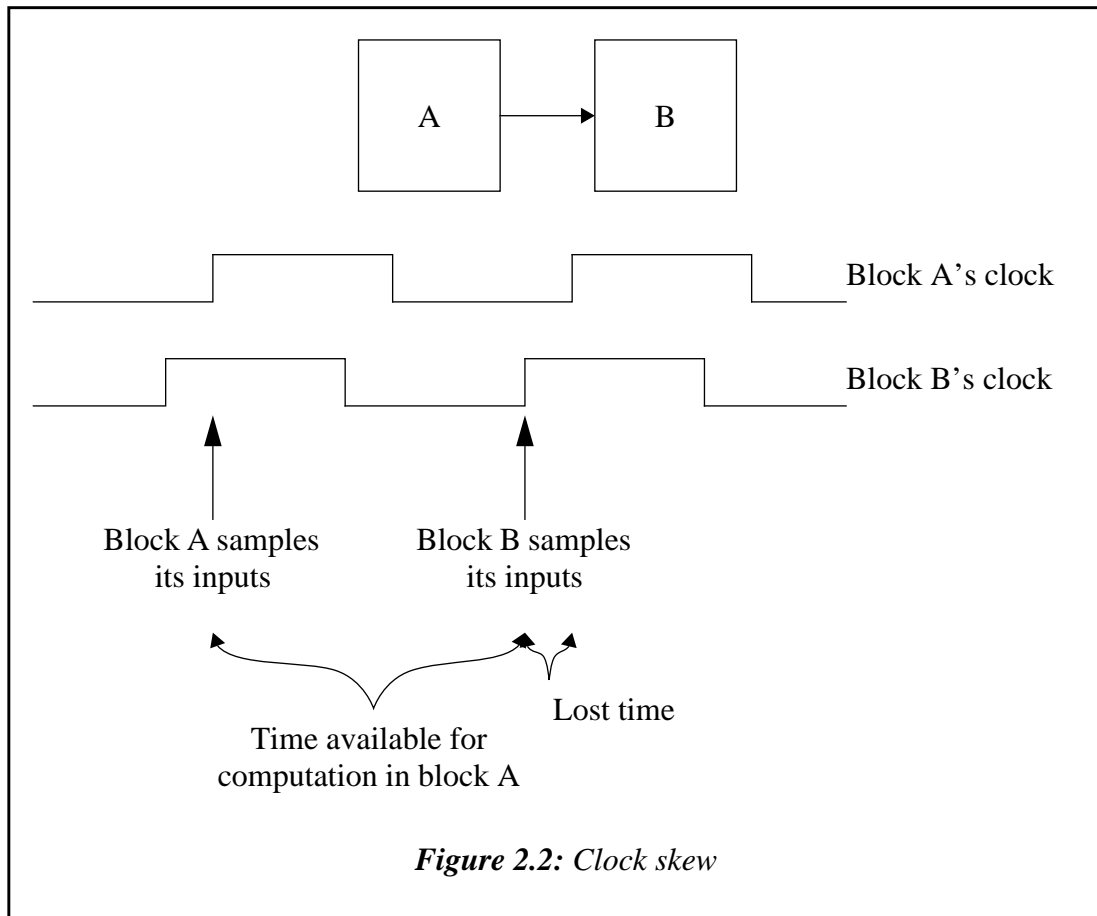 A
B
Block A’s clock
Block B’s clock
Block A samples
its inputs
Block B samples
its inputs
Lost time
Time available for
computation in block A
Figure 2.2: Clock skew